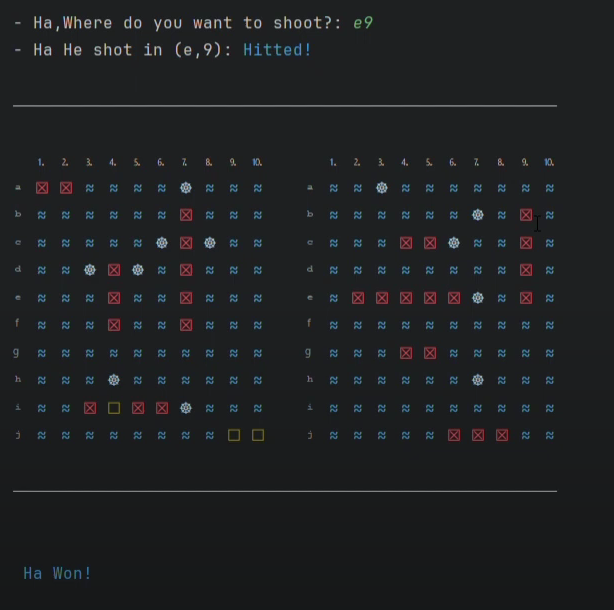 - Ha,Where do you want to shoot?: e9
- Ha He shot in (e,9): Hitted!
1. 2. 3. 4. 5. 6. 7. 8. 9. 10. 1. 2. 3. 4. 5. 6. 7. 8. 9. 10.
a ☒ ☒ ≈ ≈ ≈ ≈ ☸ ≈ ≈ ≈ a ≈ ≈ ☸ ≈ ≈ ≈ ≈ ≈ ≈ ≈
b ≈ ≈ ≈ ≈ ≈ ≈ ☒ ≈ ≈ ≈ b ≈ ≈ ≈ ≈ ≈ ≈ ☸ ≈ ☒ ≈
c ≈ ≈ ≈ ≈ ≈ ☸ ☒ ☸ ≈ ≈ c ≈ ≈ ≈ ☒ ☒ ☸ ≈ ≈ ☒ ≈
d ≈ ≈ ☸ ☒ ☸ ≈ ☒ ≈ ≈ ≈ d ≈ ≈ ≈ ≈ ≈ ≈ ≈ ≈ ☒ ≈
e ≈ ≈ ≈ ☒ ≈ ≈ ☒ ≈ ≈ ≈ e ≈ ☒ ☒ ☒ ☒ ☒ ☸ ≈ ☒ ≈
f ≈ ≈ ≈ ☒ ≈ ≈ ☒ ≈ ≈ ≈ f ≈ ≈ ≈ ≈ ≈ ≈ ≈ ≈ ≈ ≈
g ≈ ≈ ≈ ≈ ≈ ≈ ≈ ≈ ≈ ≈ g ≈ ≈ ≈ ☒ ☒ ≈ ≈ ≈ ≈ ≈
h ≈ ≈ ≈ ☸ ≈ ≈ ≈ ≈ ≈ ≈ h ≈ ≈ ≈ ≈ ≈ ≈ ☸ ≈ ≈ ≈
i ≈ ≈ ☒ □ ☒ ☒ ☸ ≈ ≈ ≈ i ≈ ≈ ≈ ≈ ≈ ≈ ≈ ≈ ≈ ≈
j ≈ ≈ ≈ ≈ ≈ ≈ ≈ ≈ □ □ j ≈ ≈ ≈ ≈ ≈ ☒ ☒ ☒ ≈ ≈
Ha Won!